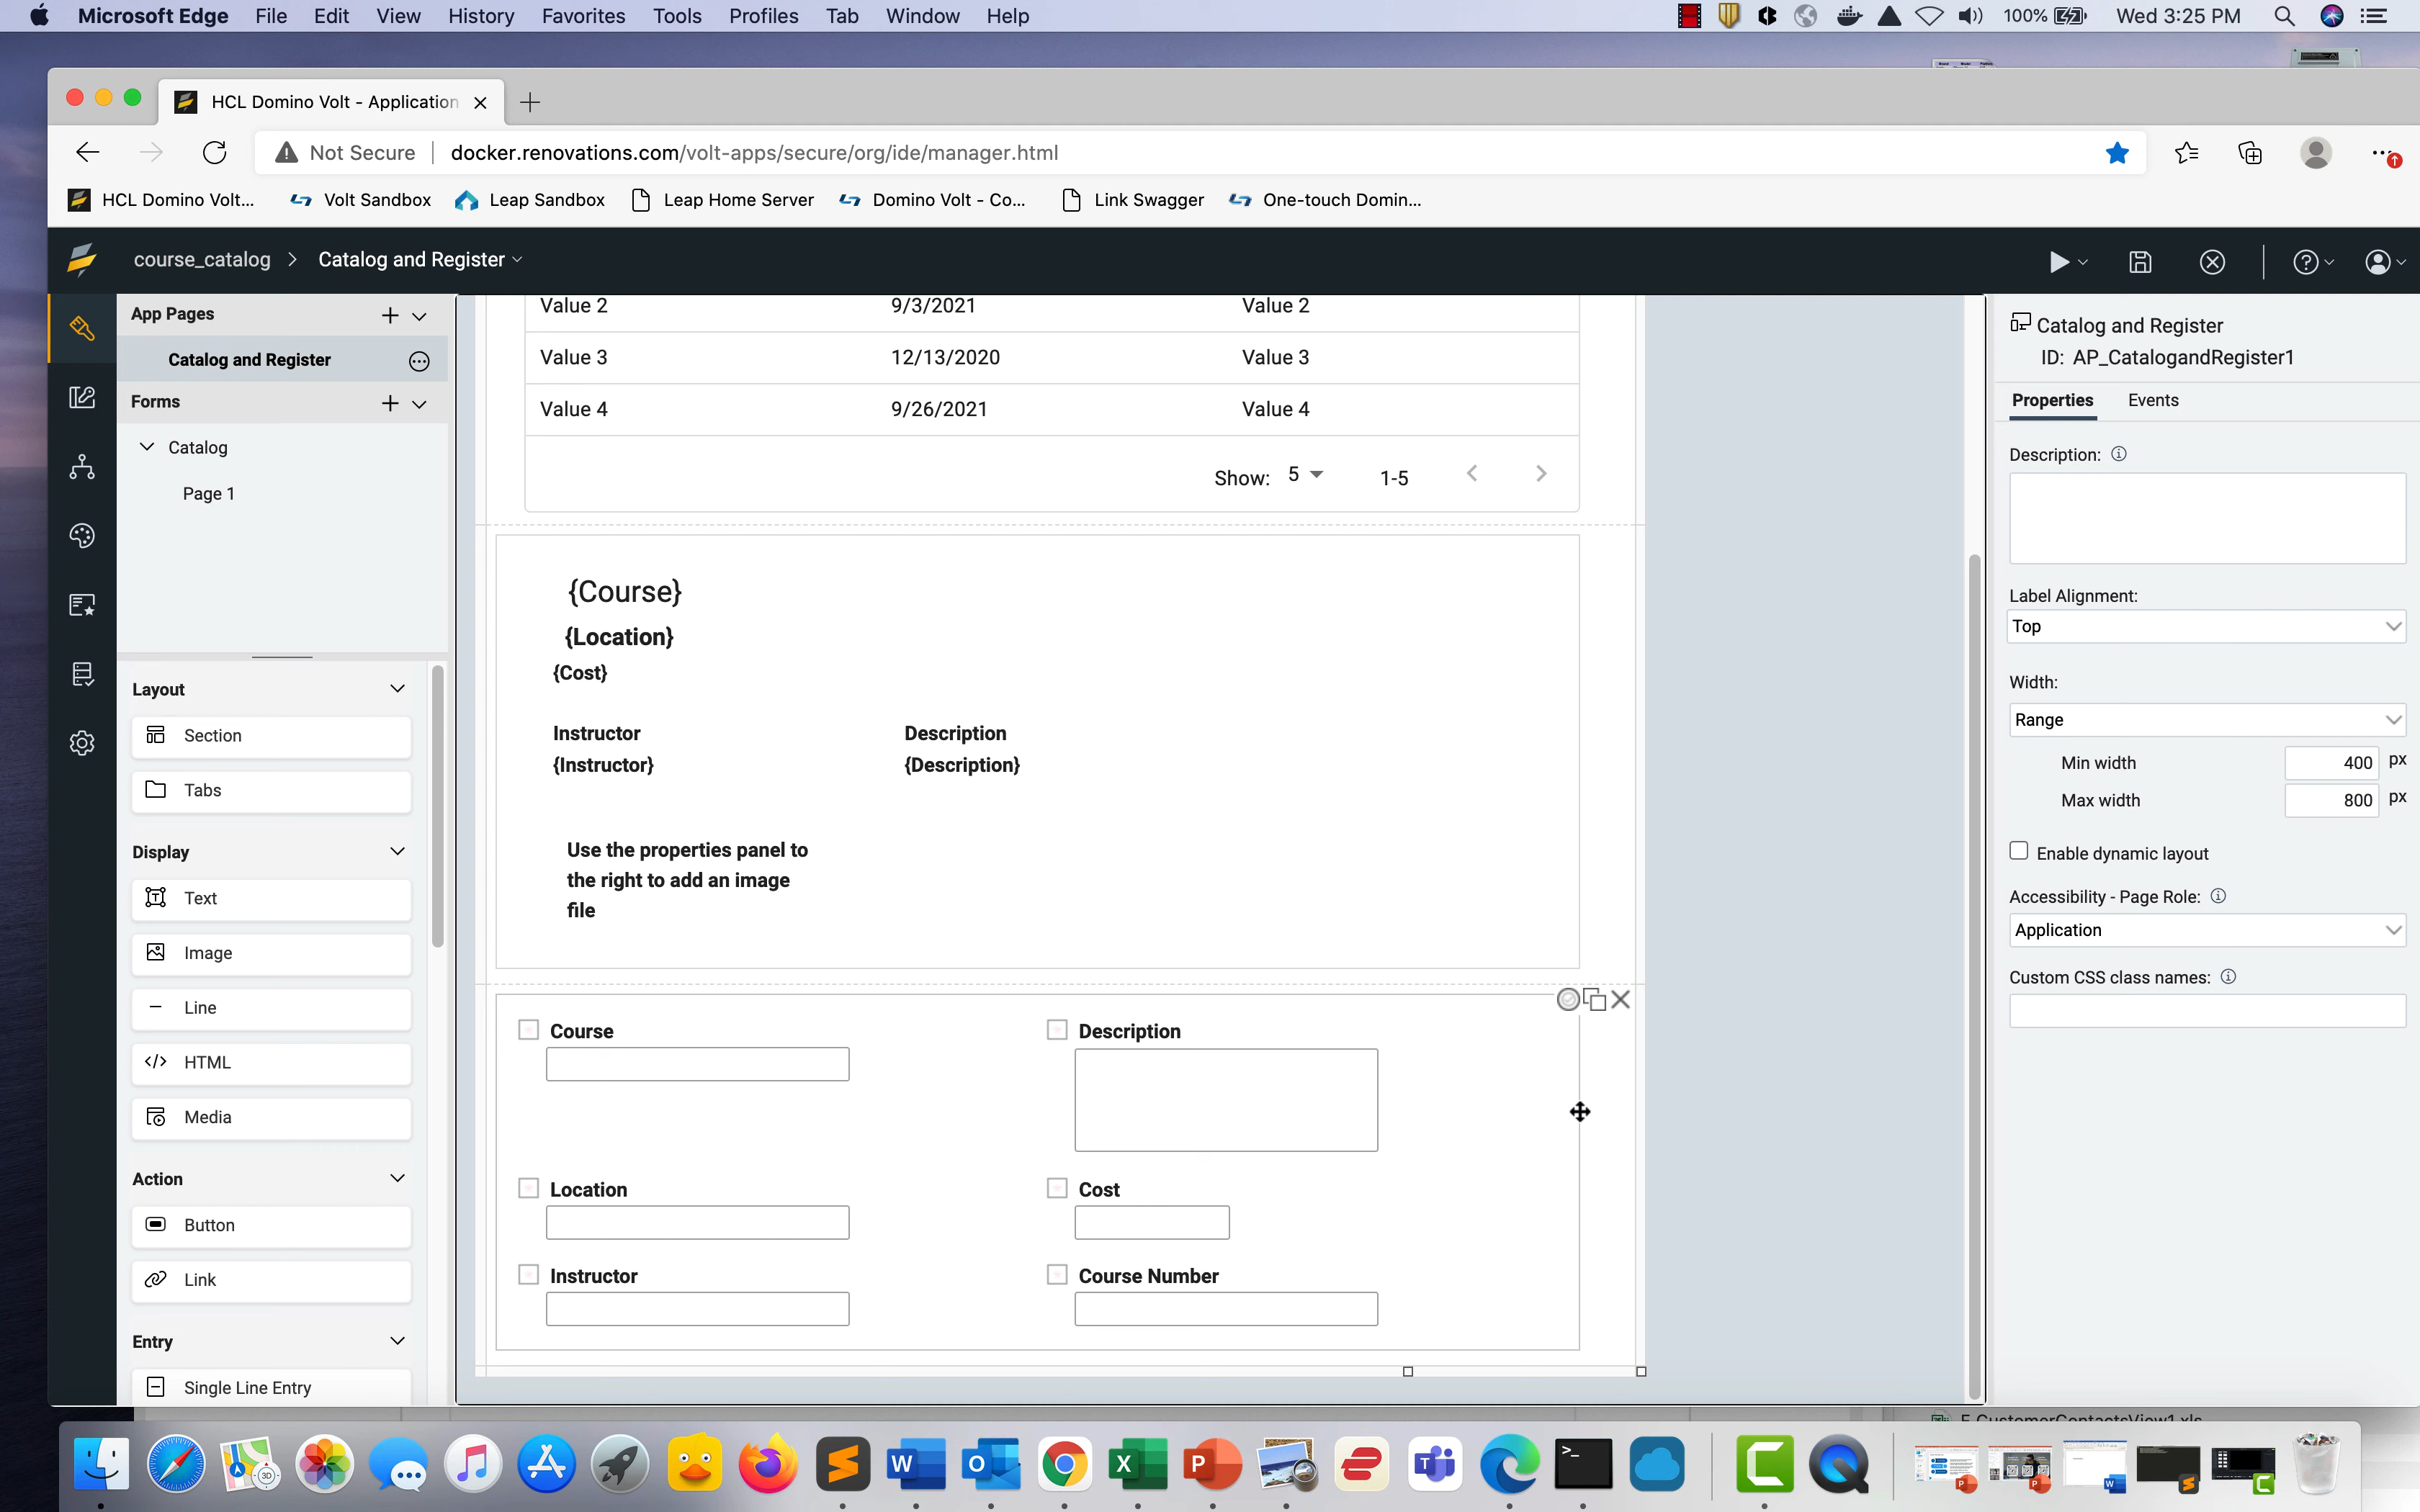 Microsoft Edge File Edit View History Favorites Tools Profiles Tab Window Help 100% Wed 3:25 PM
HCL Domino Volt - Application
Not Secure docker.renovations.com/volt-apps/secure/org/ide/manager.html
HCL Domino Volt... Volt Sandbox Leap Sandbox Leap Home Server Domino Volt - Co... Link Swagger One-touch Domin...
course_catalog > Catalog and Register
App Pages
Catalog and Register
Forms
Catalog
Page 1
Layout
Section
Tabs
Display
Text
Image
Line
HTML
Media
Action
Button
Link
Entry
Single Line Entry
Value 2 9/3/2021 Value 2
Value 3 12/13/2020 Value 3
Value 4 9/26/2021 Value 4
Show: 5 1-5
{Course}
{Location}
{Cost}
Instructor Description
{Instructor} {Description}
Use the properties panel to
the right to add an image
file
Course Description
Location Cost
Instructor Course Number
Catalog and Register
ID: AP_CatalogandRegister1
Properties Events
Description:
Label Alignment:
Top
Width:
Range
Min width 400 px
Max width 800 px
Enable dynamic layout
Accessibility - Page Role:
Application
Custom CSS class names: